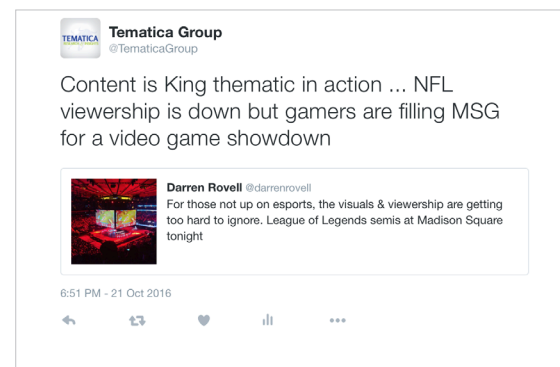 TEMATICA
Tematica Group
@TematicaGroup
Content is King thematic in action ... NFL
viewership is down but gamers are filling MSG
for a video game showdown
Darren Rovell @darrenrovell
For those not up on esports, the visuals & viewership are getting
too hard to ignore. League of Legends semis at Madison Square
tonight
6:51 PM - 21 Oct 2016